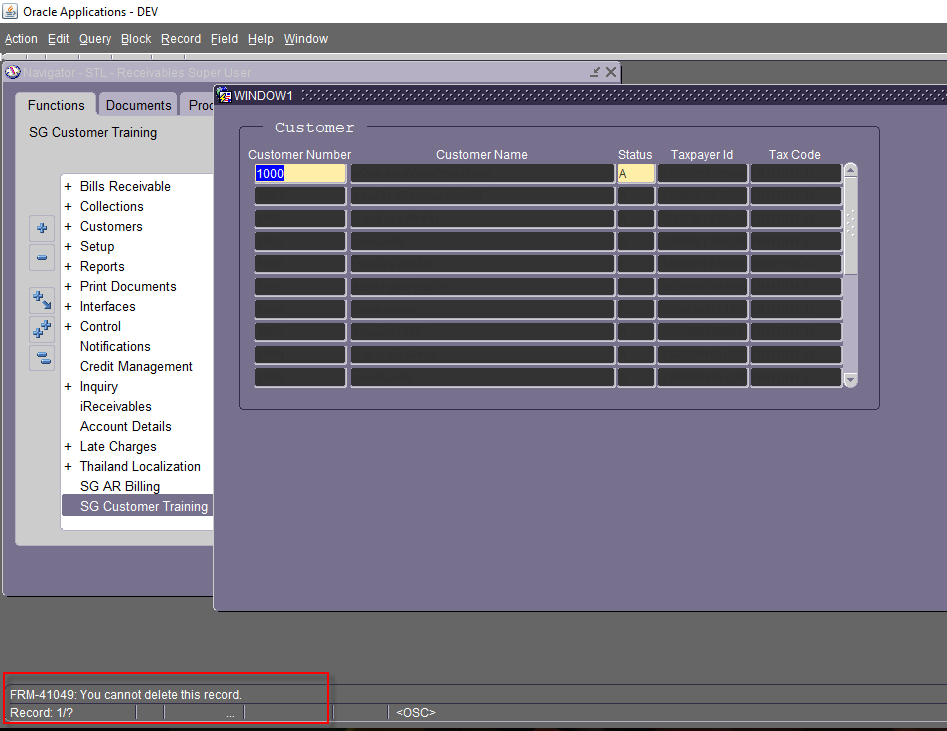 Oracle Applications - DEV
Action Edit Query Block Record Field Help Window
Navigator - STL - Receivables Super User
Functions Documents Proc
SG Customer Training
+ Bills Receivable
+ Collections
+ Customers
+ Setup
+ Reports
+ Print Documents
+ Interfaces
+ Control
Notifications
Credit Management
+ Inquiry
iReceivables
Account Details
+ Late Charges
+ Thailand Localization
SG AR Billing
SG Customer Training
WINDOW1
Customer
Customer Number Customer Name Status Taxpayer Id Tax Code
1000 A
FRM-41049: You cannot delete this record.
Record: 1/? ... <OSC>